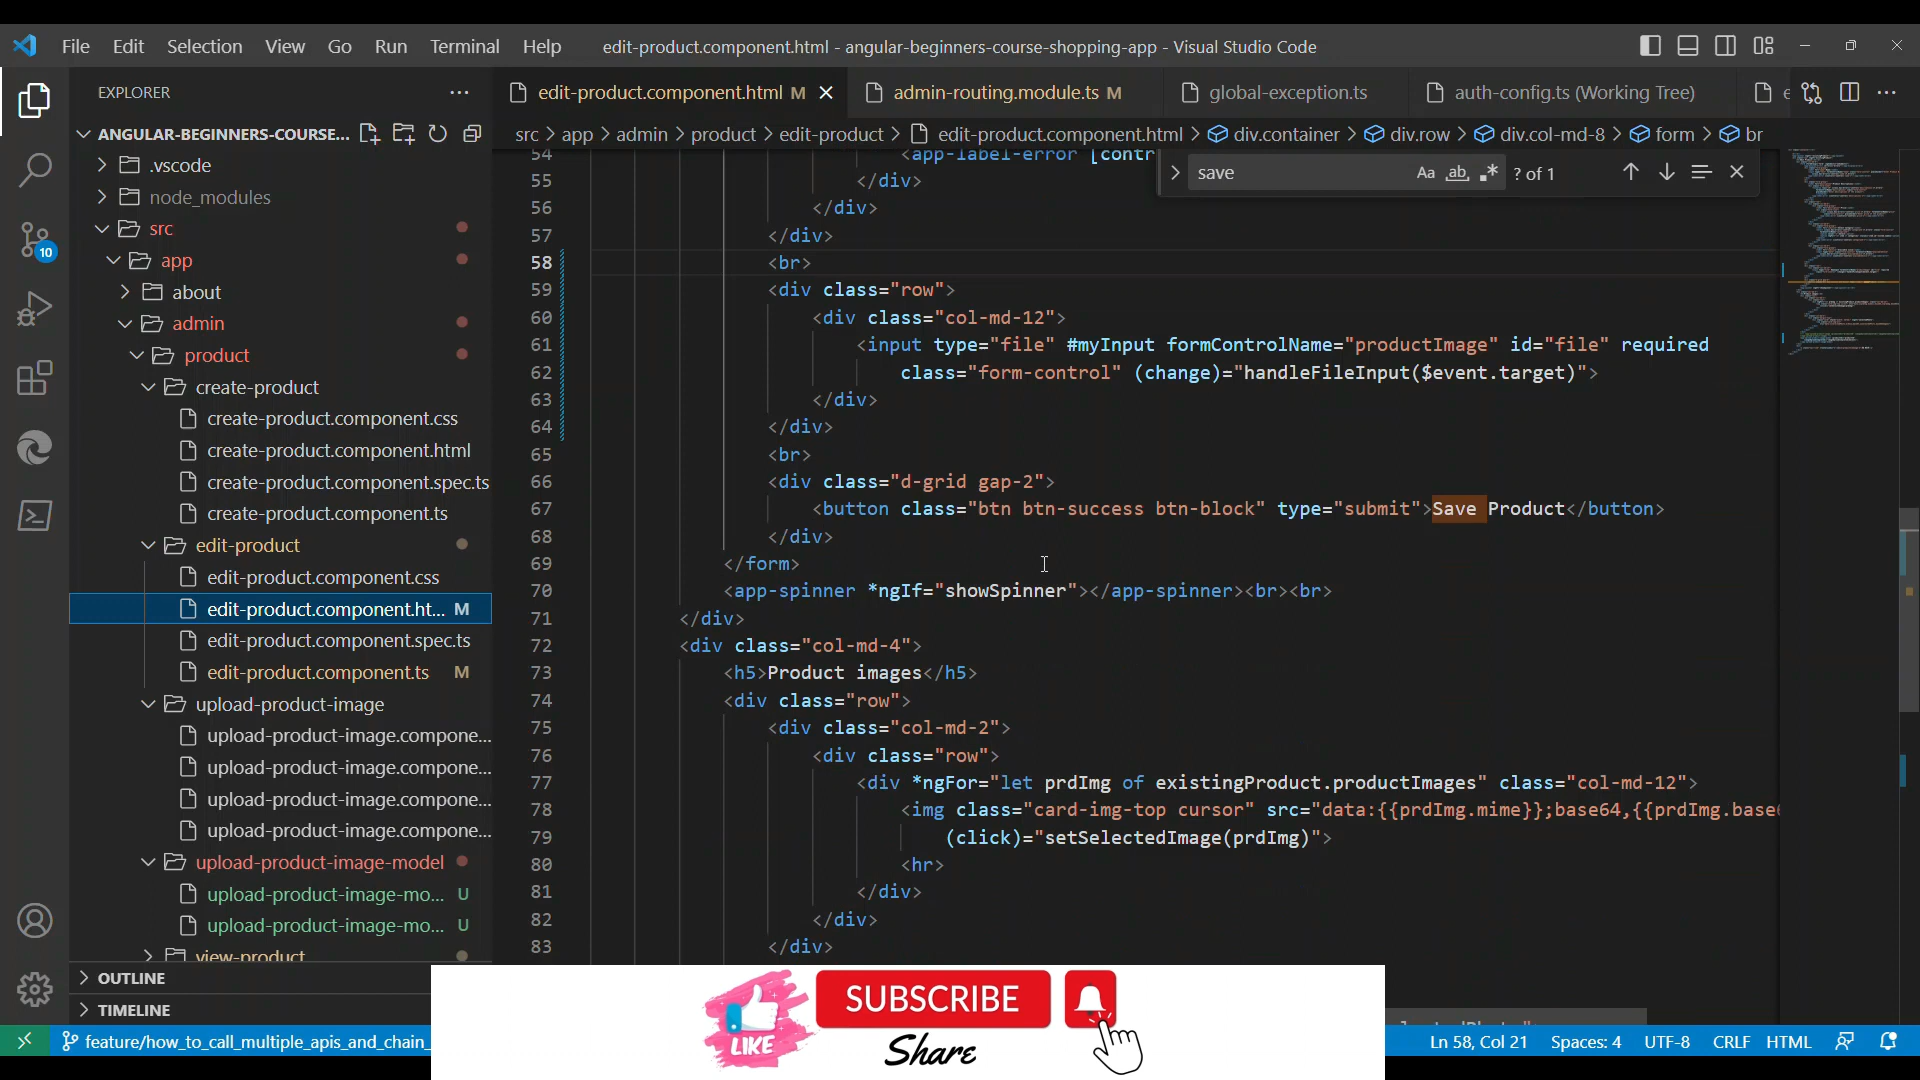 File Edit Selection View Go Run Terminal Help edit-product.component.html - angular-beginners-course-shopping-app - Visual Studio Code
EXPLORER
edit-product.component.html M
admin-routing.module.ts M
global-exception.ts
auth-config.ts (Working Tree)
src > app > admin > product > edit-product > edit-product.component.html > div.container > div.row > div.col-md-8 > form > br
save
Aa ab
? of 1
ANGULAR-BEGINNERS-COURSE...
.vscode
node_modules
src
app
about
admin
product
create-product
create-product.component.css
create-product.component.html
create-product.component.spec.ts
create-product.component.ts
edit-product
edit-product.component.css
edit-product.component.ht... M
edit-product.component.spec.ts
edit-product.component.ts M
upload-product-image
upload-product-image.compone...
upload-product-image.compone...
upload-product-image.compone...
upload-product-image.compone...
upload-product-image-model
upload-product-image-mo... U
upload-product-image-mo... U
view-product
OUTLINE
TIMELINE
10
54 <app-label-error [contr
55 </div>
56 </div>
57 </div>
58 <br>
59 <div class="row">
60 <div class="col-md-12">
61 <input type="file" #myInput formControlName="productImage" id="file" required
62 class="form-control" (change)="handleFileInput($event.target)">
63 </div>
64 </div>
65 <br>
66 <div class="d-grid gap-2">
67 <button class="btn btn-success btn-block" type="submit">Save Product</button>
68 </div>
69 </form>
70 <app-spinner *ngIf="showSpinner"></app-spinner><br><br>
71 </div>
72 <div class="col-md-4">
73 <h5>Product images</h5>
74 <div class="row">
75 <div class="col-md-2">
76 <div class="row">
77 <div *ngFor="let prdImg of existingProduct.productImages" class="col-md-12">
78 <img class="card-img-top cursor" src="data:{{prdImg.mime}};base64,{{prdImg.base
79 (click)="setSelectedImage(prdImg)">
80 <hr>
81 </div>
82 </div>
83 </div>
LIKE
SUBSCRIBE
Share
feature/how_to_call_multiple_apis_and_chain_
Ln 58, Col 21 Spaces: 4 UTF-8 CRLF HTML